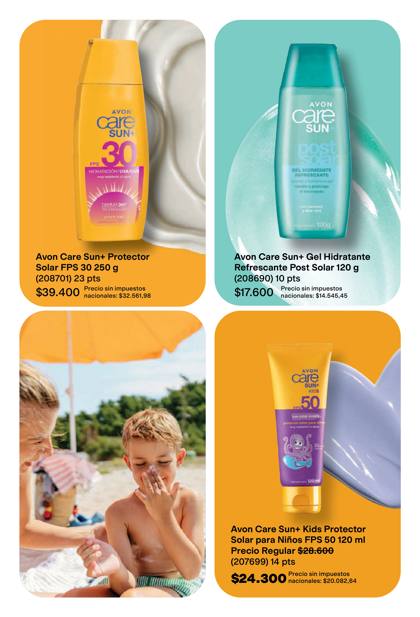 AVON
care
SUN+
FPS 30
Avon Care Sun+ Protector
Solar FPS 30 250 g
(208701) 23 pts
$39.400 Precio sin impuestos
nacionales: $32.561,98
AVON
care
SUN+
post
solar
GEL HIDRATANTE
REFRESCANTE
Avon Care Sun+ Gel Hidratante
Refrescante Post Solar 120 g
(208690) 10 pts
$17.600 Precio sin impuestos
nacionales: $14.545,45
AVON
care
SUN+
KIDS
50
Avon Care Sun+ Kids Protector
Solar para Niños FPS 50 120 ml
Precio Regular $28.600
(207699) 14 pts
$24.300 Precio sin impuestos
nacionales: $20.082,64